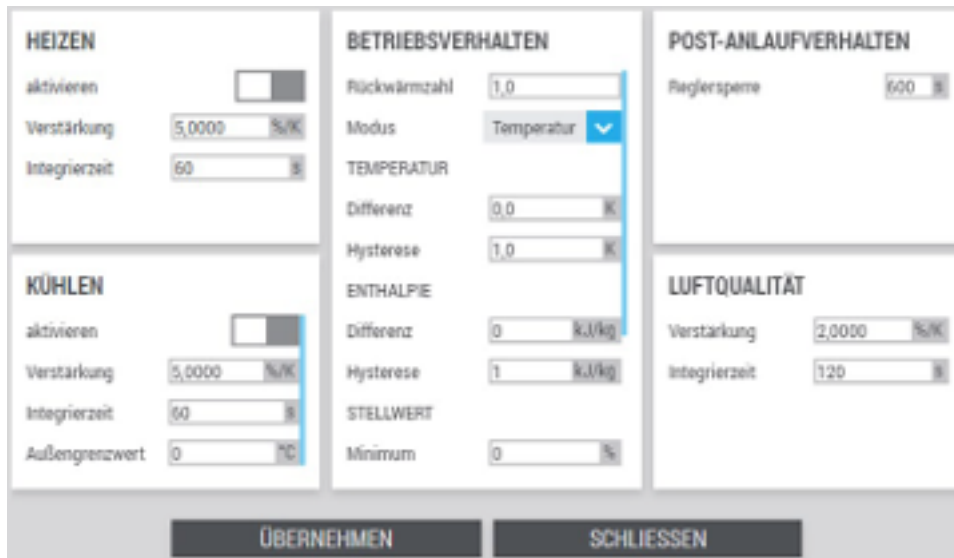 HEIZEN
aktivieren
Verstärkung 5,0000 %/K
Integrierzeit 60 s
KÜHLEN
aktivieren
Verstärkung 5,0000 %/K
Integrierzeit 60 s
Außengrenzwert 0 °C
BETRIEBSVERHALTEN
Rückwärmzahl 1,0
Modus Temperatur
TEMPERATUR
Differenz 0,0 K
Hysterese 1,0 K
ENTHALPIE
Differenz 0 kJ/kg
Hysterese 1 kJ/kg
STELLWERT
Minimum 0 %
POST-ANLAUFVERHALTEN
Reglersperre 600 s
LUFTQUALITÄT
Verstärkung 2,0000 %/K
Integrierzeit 120 s
ÜBERNEHMEN
SCHLIESSEN